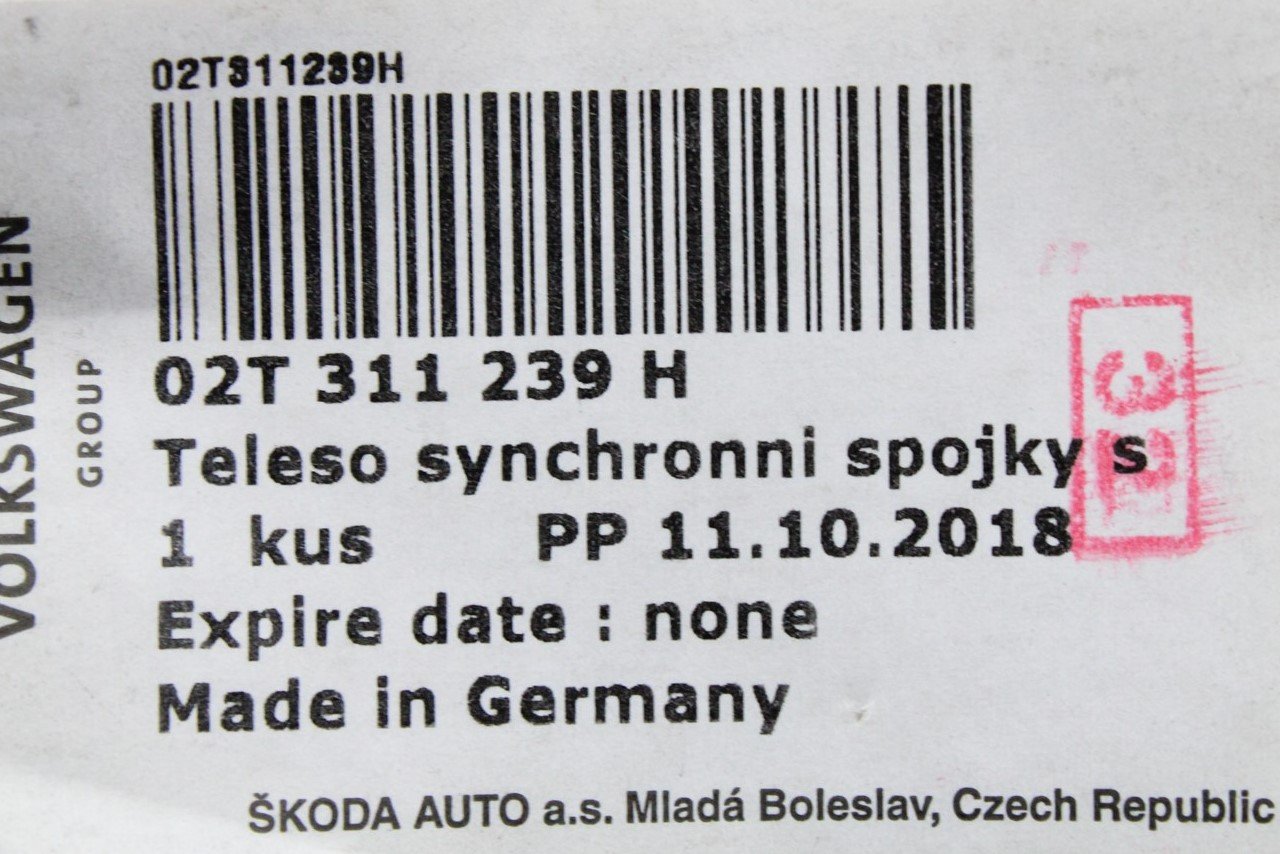 02T311239H
02T 311 239 H
Teleso synchronni spojky s
1 kus PP 11.10.2018
Expire date : none
Made in Germany
ŠKODA AUTO a.s. Mladá Boleslav, Czech Republic
VOLKSWAGEN
GROUP